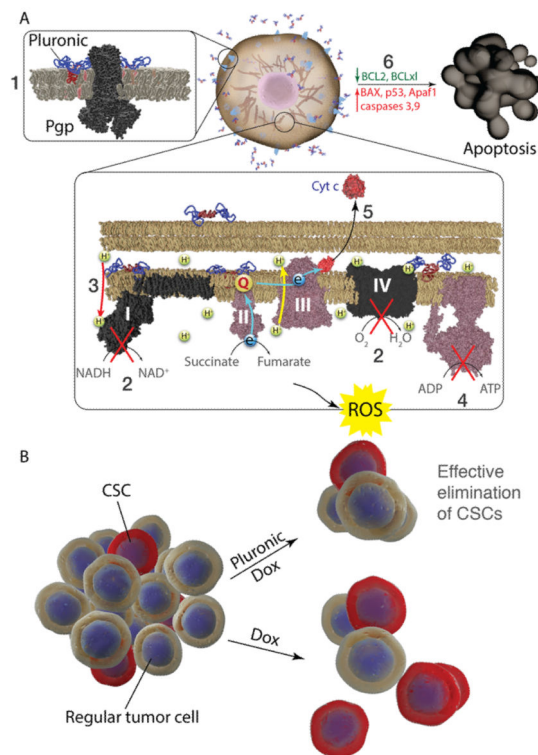 A
Pluronic
1
Pgp
6
BCL2, BCLxl
BAX, p53, Apaf1
caspases 3,9
Apoptosis
Cyt c
5
H⁺
H⁺
H⁺
H⁺
H⁺
3
Q
e
IV
H⁺
I
II
III
H⁺
H⁺
H⁺
O₂
H₂O
Succinate
e
Fumarate
2
NADH
NAD⁺
2
ADP
ATP
4
ROS
B
CSC
Effective
elimination
of CSCs
Pluronic
Dox
Dox
Regular tumor cell